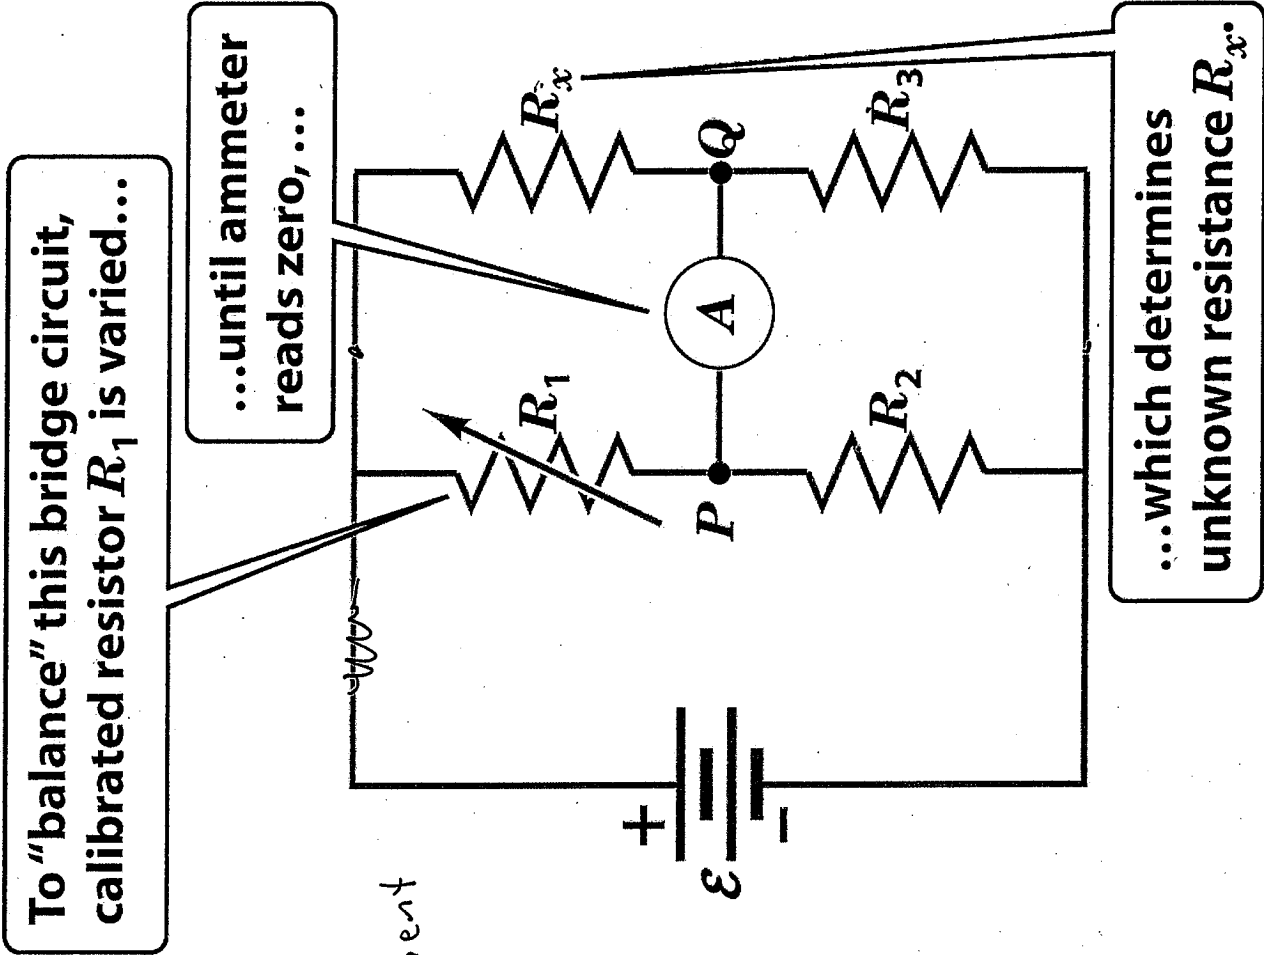 To “balance” this bridge circuit,
calibrated resistor R₁ is varied...
...until ammeter
reads zero, ...
Rₓ
R₃
Q
A
R₁
R₂
P
+
ℰ
−
...which determines
unknown resistance Rₓ.